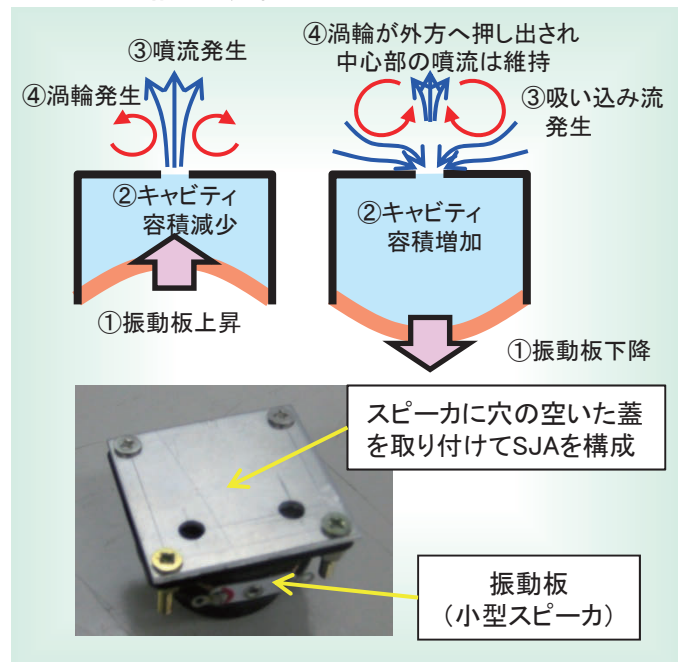 ③噴流発生
④渦輪発生
②キャビティ
容積減少
①振動板上昇
④渦輪が外方へ押し出され
中心部の噴流は維持
③吸い込み流
発生
②キャビティ
容積増加
①振動板下降
スピーカに穴の空いた蓋
を取り付けてSJAを構成
振動板
(小型スピーカ)